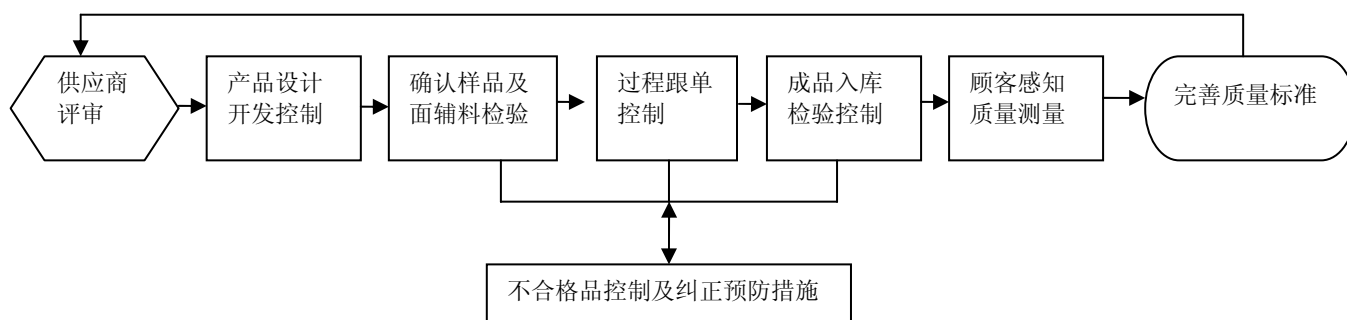 供应商
评审
产品设计
开发控制
确认样品及
面辅料检验
过程跟单
控制
成品入库
检验控制
顾客感知
质量测量
完善质量标准
不合格品控制及纠正预防措施